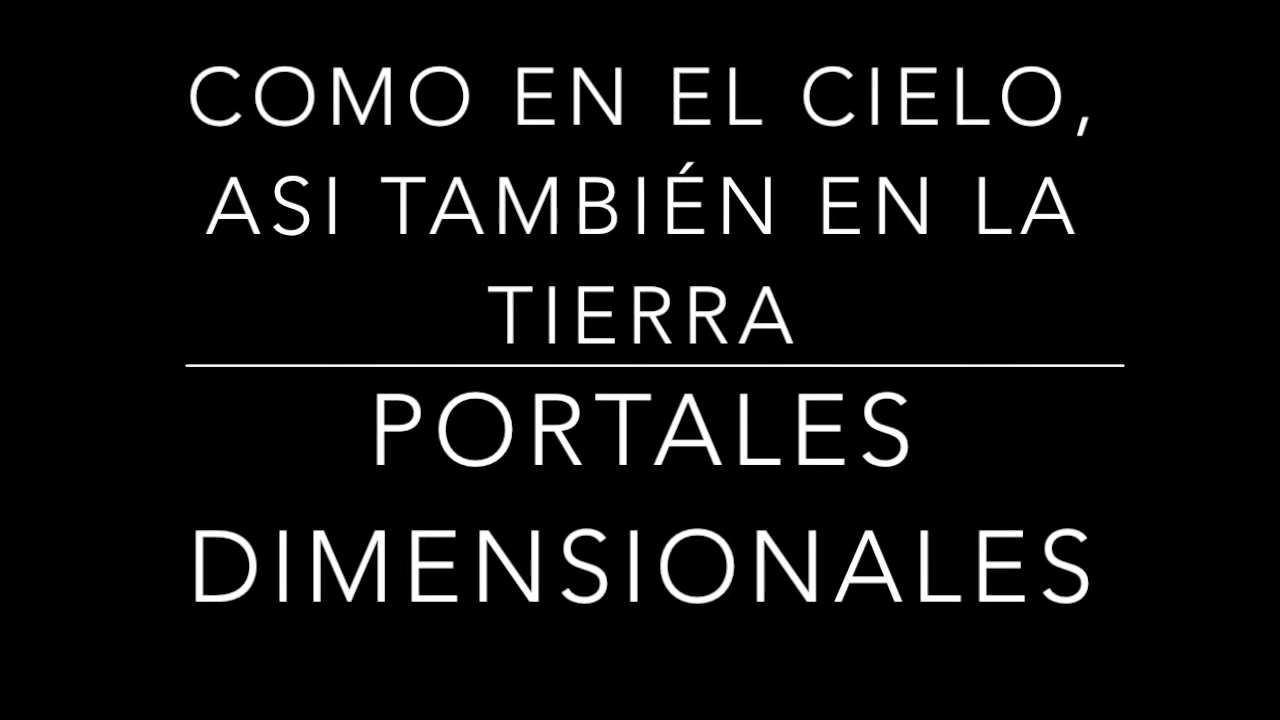 COMO EN EL CIELO,
ASI TAMBIÉN EN LA
TIERRA
PORTALES
DIMENSIONALES